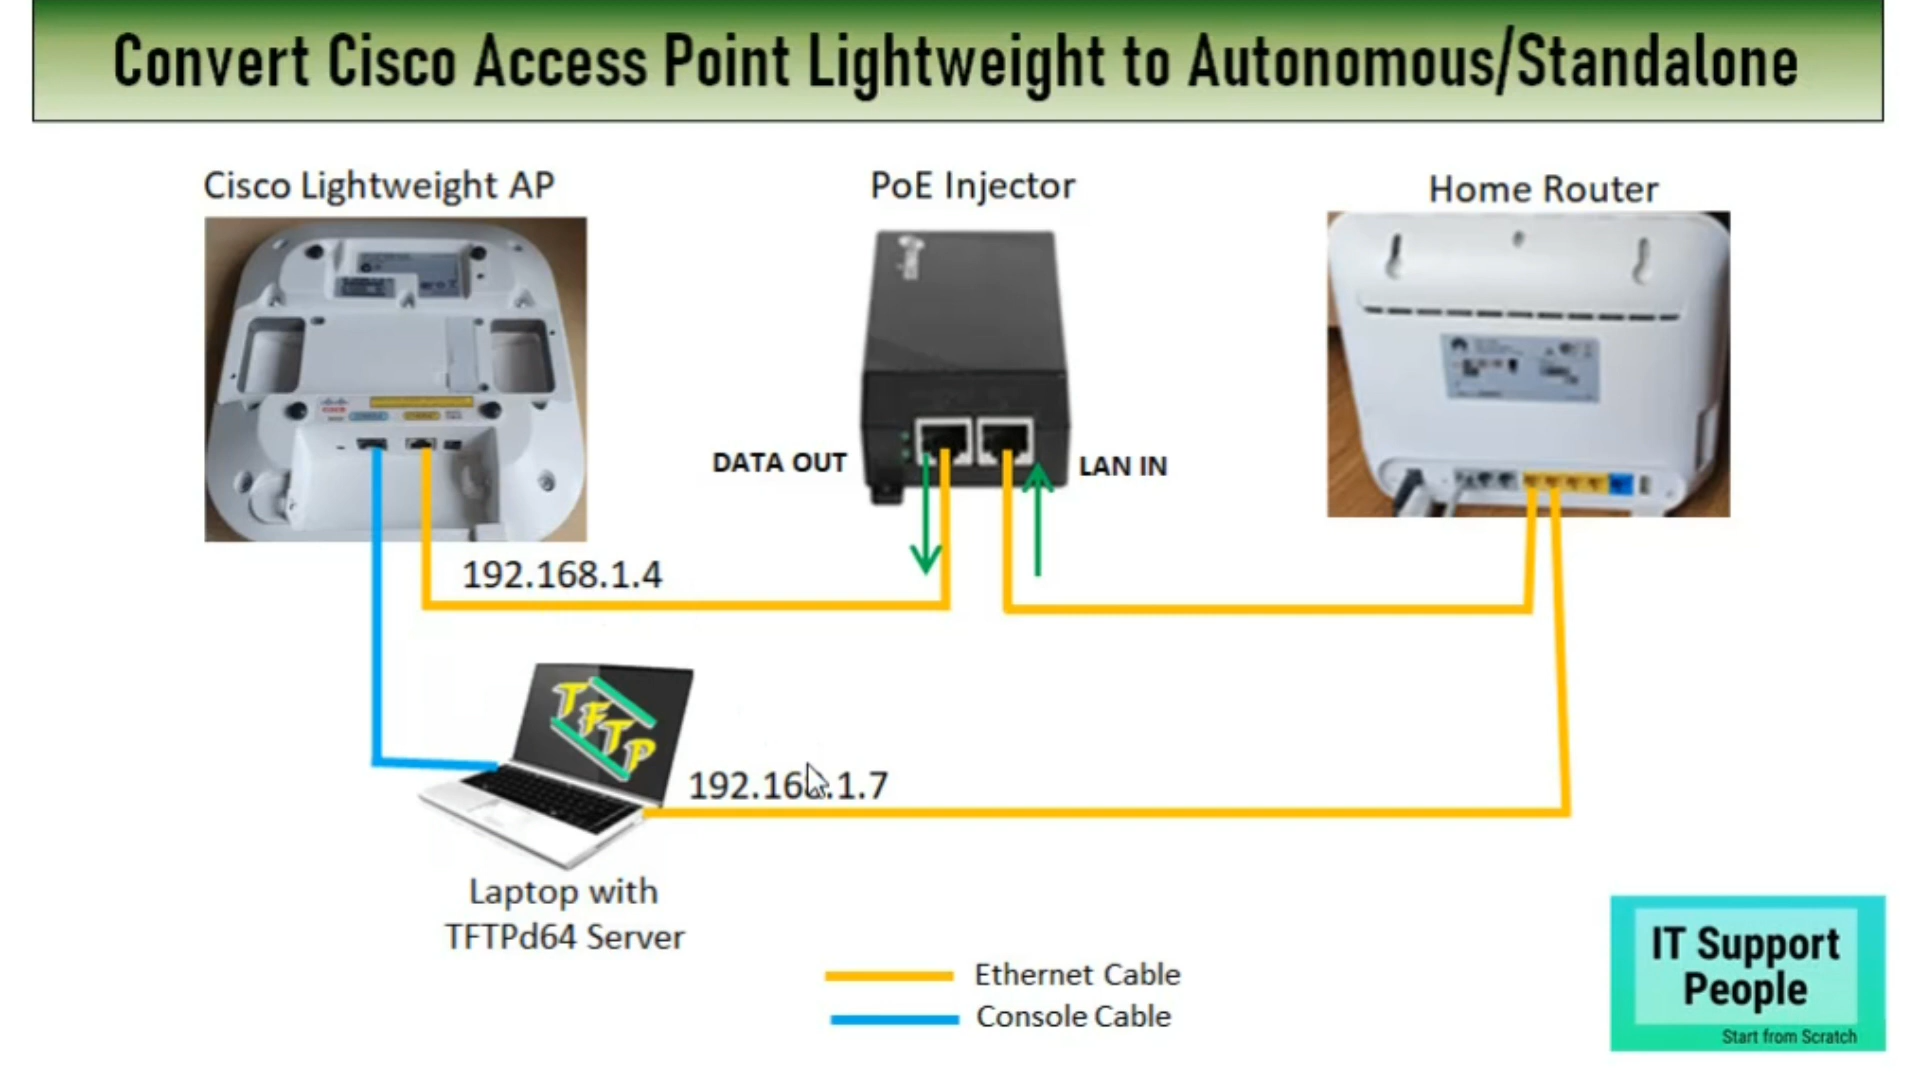 Convert Cisco Access Point Lightweight to Autonomous/Standalone
Cisco Lightweight AP
PoE Injector
Home Router
DATA OUT
LAN IN
192.168.1.4
TFTP
192.168.1.7
Laptop with
TFTPd64 Server
Ethernet Cable
Console Cable
IT Support
People
Start from Scratch